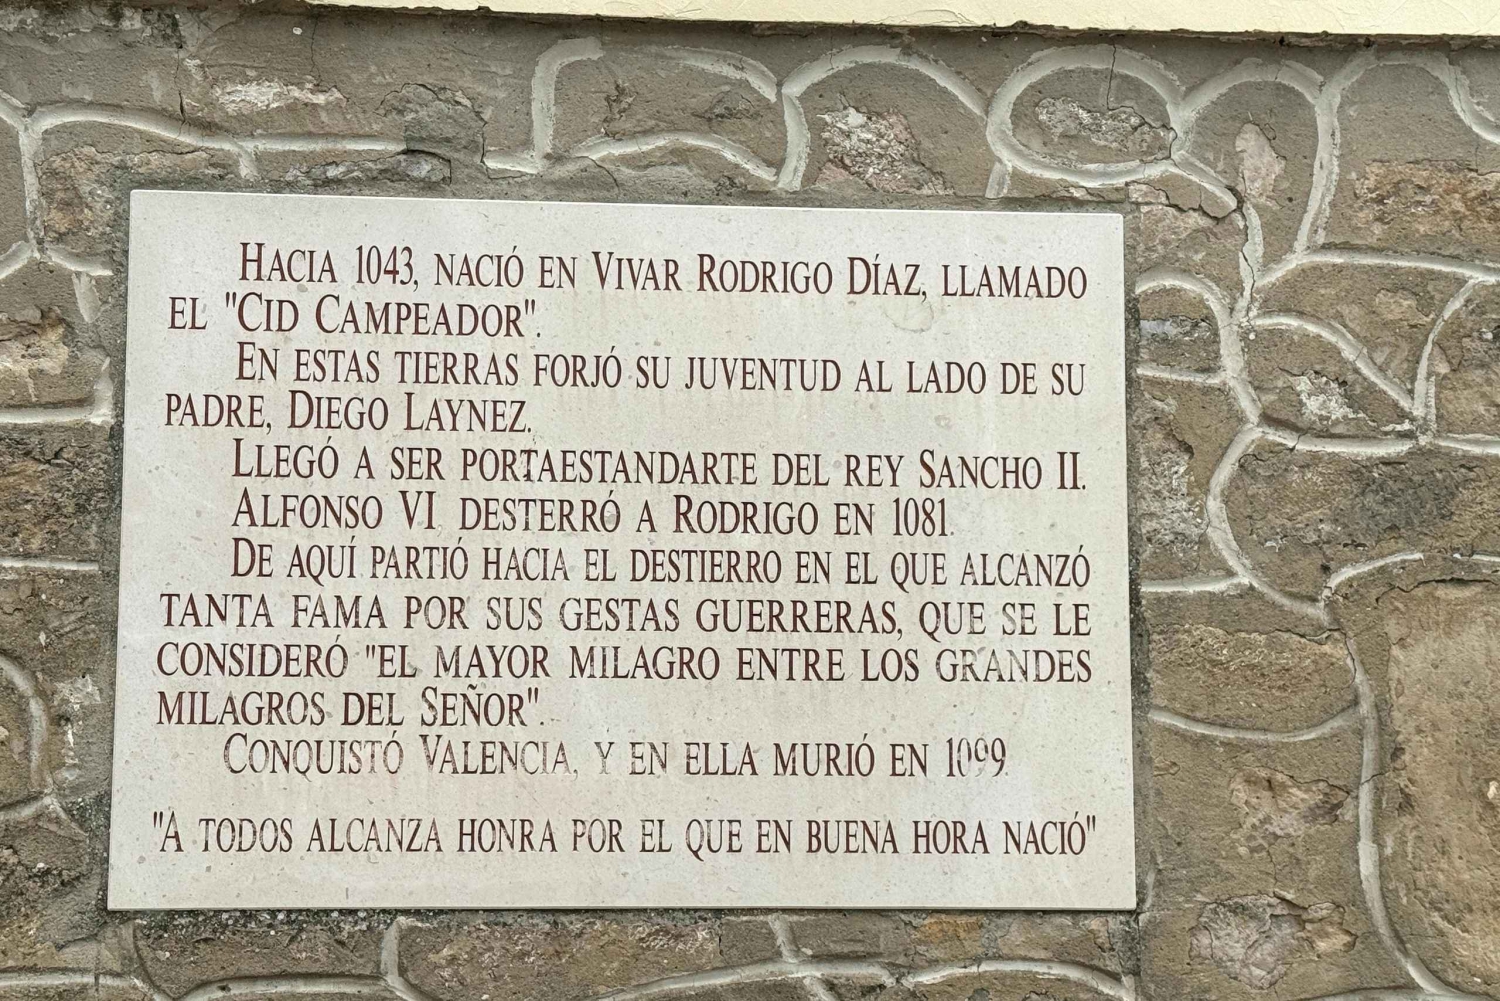 HACIA 1043, NACIÓ EN VIVAR RODRIGO DÍAZ, LLAMADO
EL "CID CAMPEADOR".
EN ESTAS TIERRAS FORJÓ SU JUVENTUD AL LADO DE SU
PADRE, DIEGO LAYNEZ.
LLEGÓ A SER PORTAESTANDARTE DEL REY SANCHO II.
ALFONSO VI DESTERRÓ A RODRIGO EN 1081.
DE AQUÍ PARTIÓ HACIA EL DESTIERRO EN EL QUE ALCANZÓ
TANTA FAMA POR SUS GESTAS GUERRERAS, QUE SE LE
CONSIDERÓ "EL MAYOR MILAGRO ENTRE LOS GRANDES
MILAGROS DEL SEÑOR".
CONQUISTÓ VALENCIA, Y EN ELLA MURIÓ EN 1099.
"A TODOS ALCANZA HONRA POR EL QUE EN BUENA HORA NACIÓ"